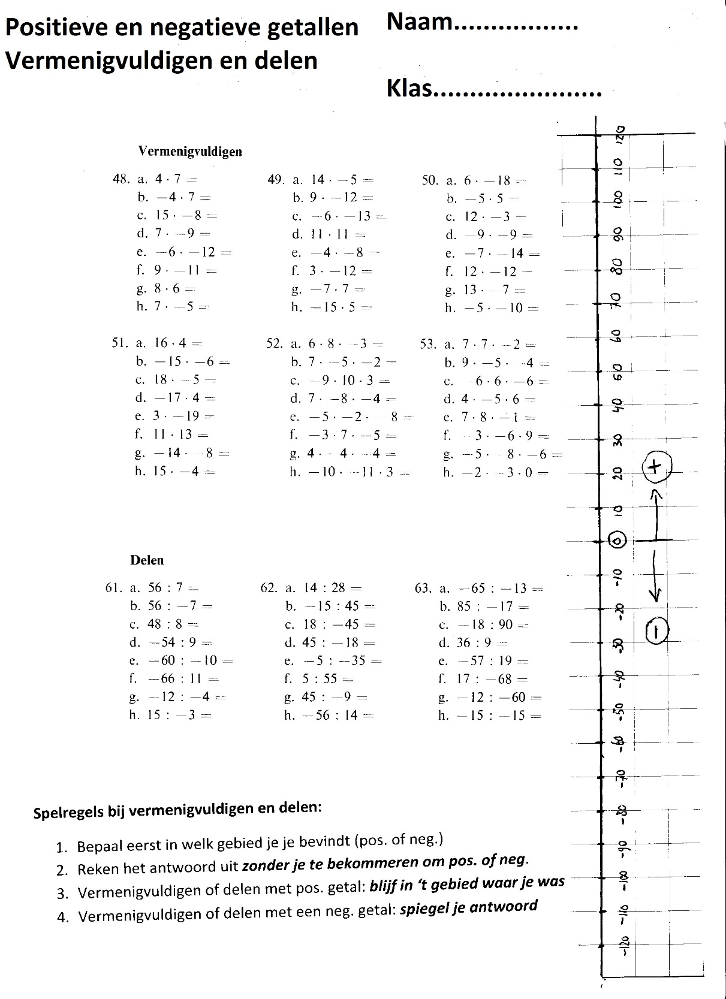 Positieve en negatieve getallen
Vermenigvuldigen en delen
Naam.................
Klas.......................
Vermenigvuldigen
48. a. 4 · 7 =
b. −4 · 7 =
c. 15 · −8 =
d. 7 · −9 =
e. −6 · −12 =
f. 9 · −11 =
g. 8 · 6 =
h. 7 · −5 =
49. a. 14 · −5 =
b. 9 · −12 =
c. −6 · −13 =
d. 11 · 11 =
e. −4 · −8 =
f. 3 · −12 =
g. −7 · 7 =
h. −15 · 5 =
50. a. 6 · −18 =
b. −5 · 5 =
c. 12 · −3 =
d. −9 · −9 =
e. −7 · −14 =
f. 12 · −12 =
g. 13 · −7 =
h. −5 · −10 =
51. a. 16 · 4 =
b. −15 · −6 =
c. 18 · −5 =
d. −17 · 4 =
e. 3 · −19 =
f. 11 · 13 =
g. −14 · −8 =
h. 15 · −4 =
52. a. 6 · 8 · −3 =
b. 7 · −5 · −2 =
c. −9 · 10 · 3 =
d. 7 · −8 · −4 =
e. −5 · −2 · 8 =
f. −3 · 7 · −5 =
g. 4 · −4 · −4 =
h. −10 · −11 · 3 =
53. a. 7 · 7 · −2 =
b. 9 · −5 · −4 =
c. 6 · 6 · −6 =
d. 4 · −5 · 6 =
e. 7 · 8 · −1 =
f. −3 · −6 · 9 =
g. −5 · 8 · −6 =
h. −2 · −3 · 0 =
Delen
61. a. 56 : 7 =
b. 56 : −7 =
c. 48 : 8 =
d. −54 : 9 =
e. −60 : −10 =
f. −66 : 11 =
g. −12 : −4 =
h. 15 : −3 =
62. a. 14 : 28 =
b. −15 : 45 =
c. 18 : −45 =
d. 45 : −18 =
e. −5 : −35 =
f. 5 : 55 =
g. 45 : −9 =
h. −56 : 14 =
63. a. −65 : −13 =
b. 85 : −17 =
c. −18 : 90 =
d. 36 : 9 =
e. −57 : 19 =
f. 17 : −68 =
g. −12 : −60 =
h. −15 : −15 =
Spelregels bij vermenigvuldigen en delen:
1. Bepaal eerst in welk gebied je je bevindt (pos. of neg.)
2. Reken het antwoord uit zonder je te bekommeren om pos. of neg.
3. Vermenigvuldigen of delen met pos. getal: blijf in ‘t gebied waar je was
4. Vermenigvuldigen of delen met een neg. getal: spiegel je antwoord
120
110
100
90
80
70
60
50
40
30
20
+
10
0
-10
-20
-
-30
-40
-50
-60
-70
-80
-90
-100
-110
-120